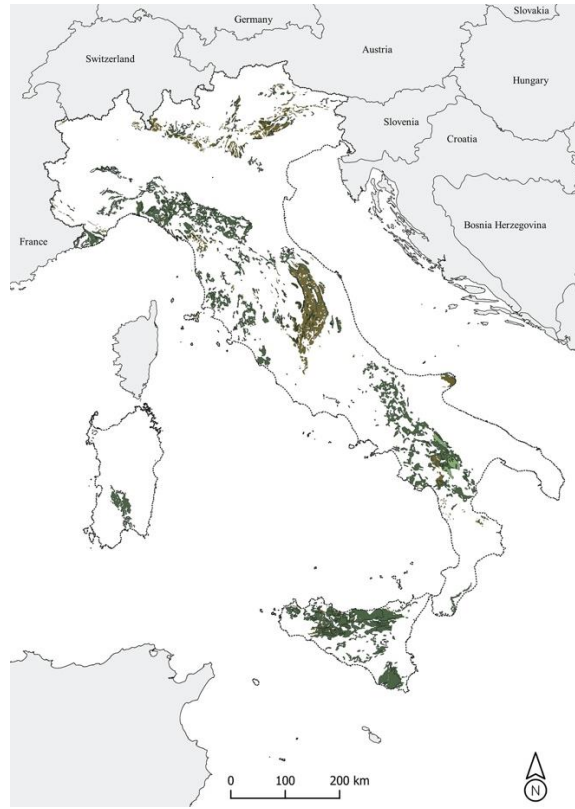 Slovakia
Germany
Austria
Switzerland
Hungary
Slovenia
Croatia
Bosnia Herzegovina
France
0 100 200 km
N